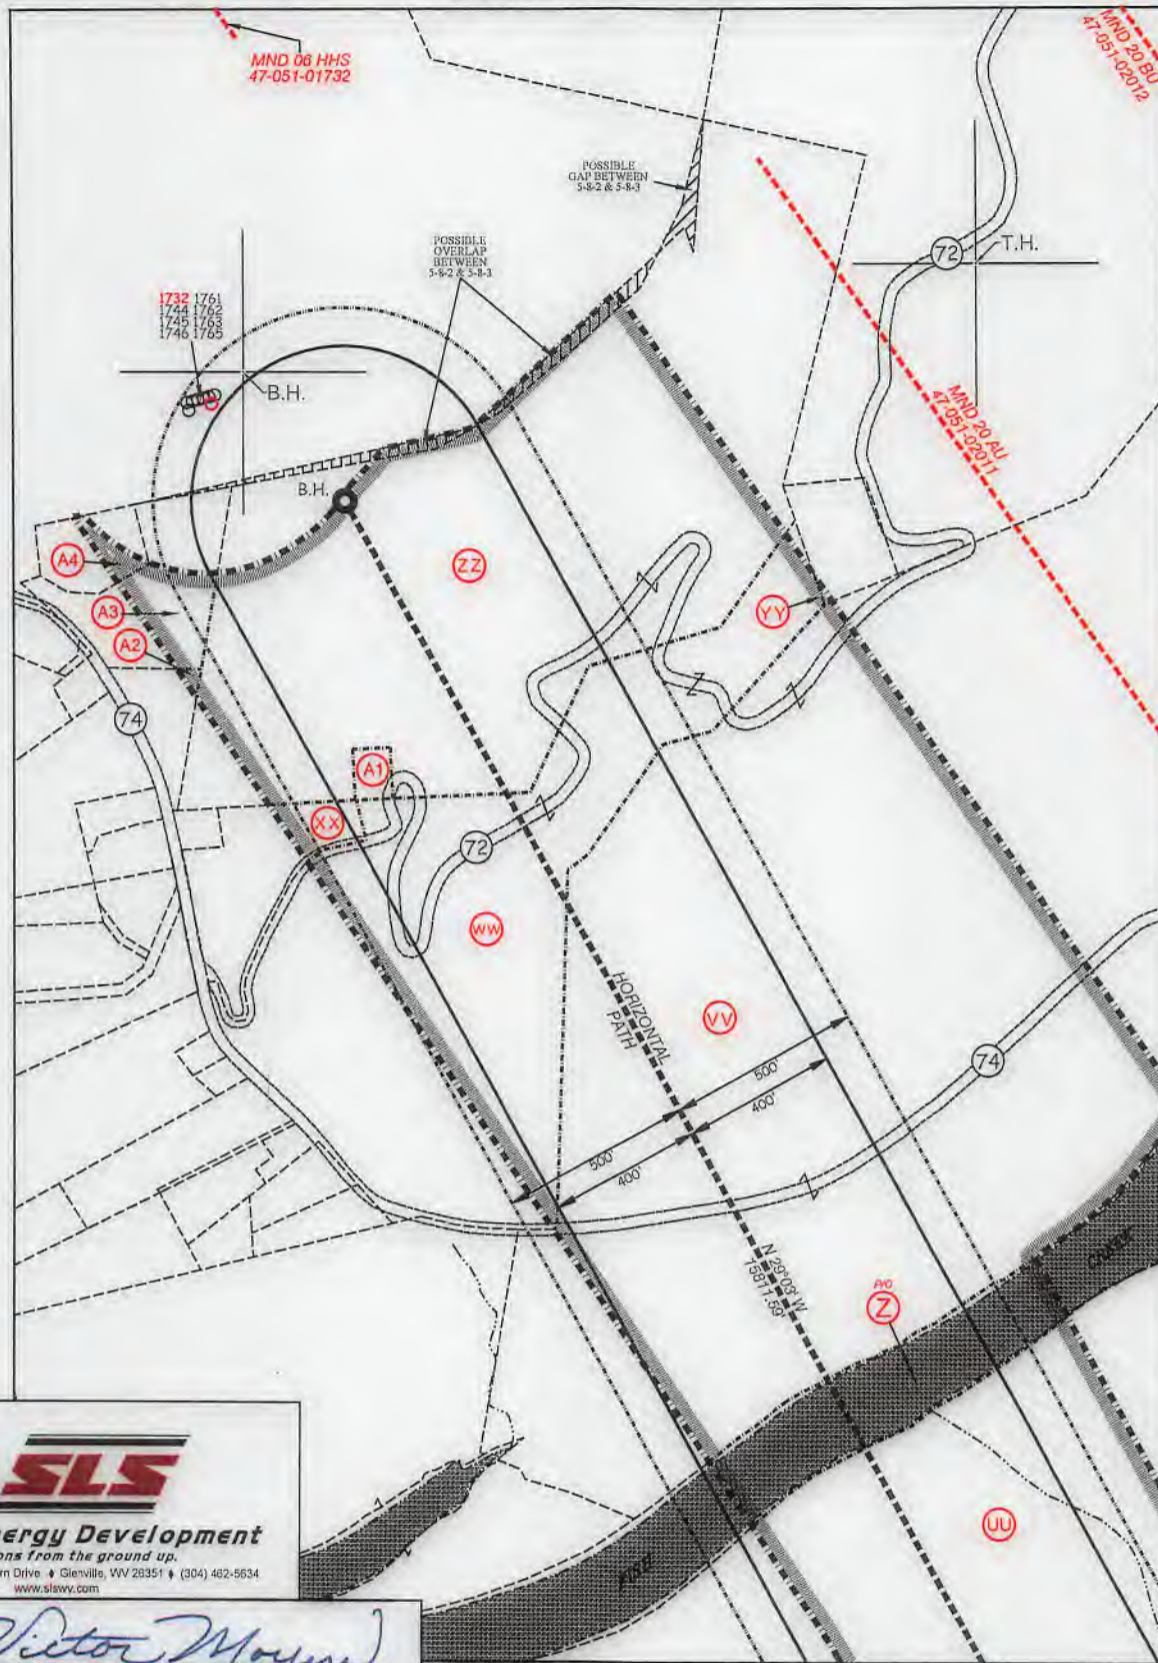 MND 06 HHS
47-051-01732
MND 20 BU
47-051-02012
POSSIBLE
GAP BETWEEN
5-8-2 & 5-8-3
POSSIBLE
OVERLAP
BETWEEN
5-8-2 & 5-8-3
72
T.H.
1732 1761
1744 1762
1745 1763
1746 1765
B.H.
MND 20 AU
47-051-02011
B.H.
A4
ZZ
A3
YY
A2
74
A1
XX
72
WW
HORIZONTAL
PATH
VV
74
500'
400'
500'
400'
N 29°03' W
15811.59'
P/O
Z
CREEK
UU
FISH
SLS
ergy Development
ons from the ground up.
rn Drive ♦ Glenville, WV 26351 ♦ (304) 462-5634
www.slswv.com
Victor